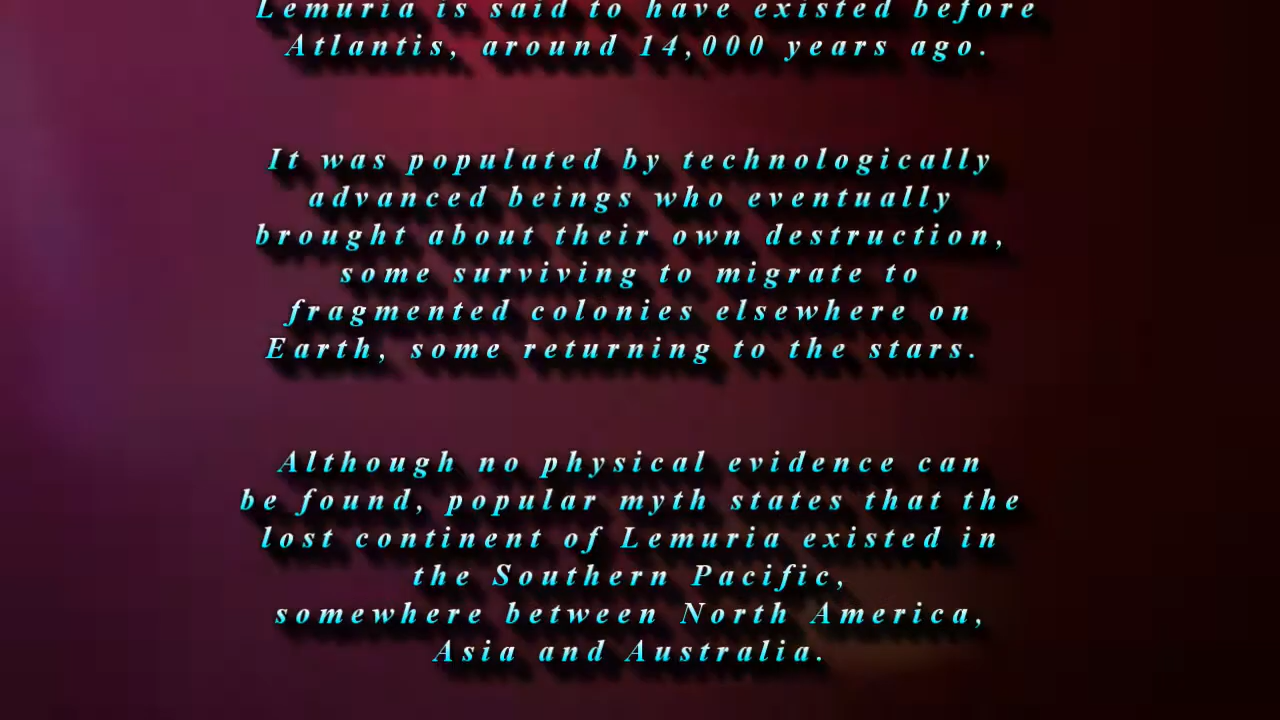 Lemuria is said to have existed before
Atlantis, around 14,000 years ago.
It was populated by technologically
advanced beings who eventually
brought about their own destruction,
some surviving to migrate to
fragmented colonies elsewhere on
Earth, some returning to the stars.
Although no physical evidence can
be found, popular myth states that the
lost continent of Lemuria existed in
the Southern Pacific,
somewhere between North America,
Asia and Australia.